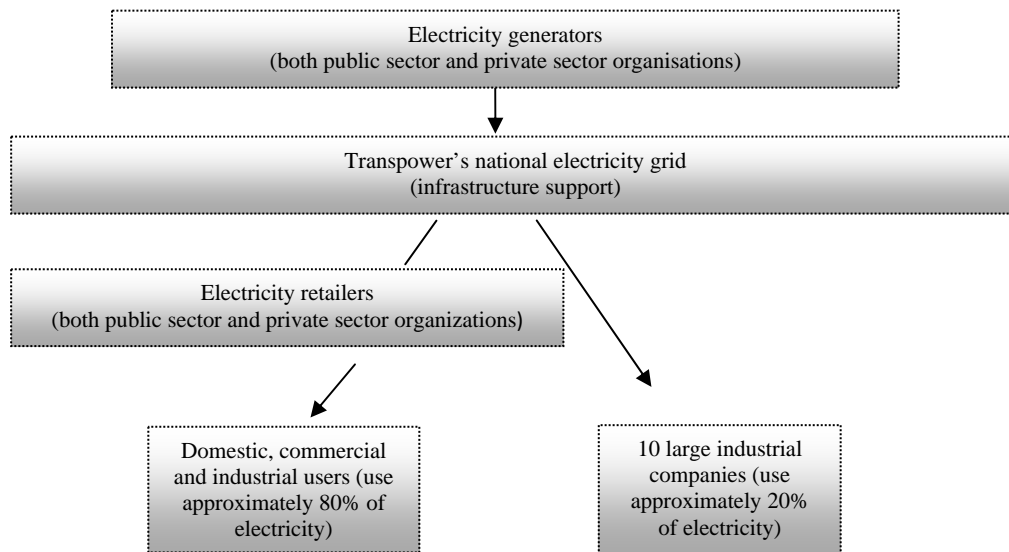 Electricity generators
(both public sector and private sector organisations)
Transpower’s national electricity grid
(infrastructure support)
Electricity retailers
(both public sector and private sector organizations)
Domestic, commercial
and industrial users (use
approximately 80% of
electricity)
10 large industrial
companies (use
approximately 20%
of electricity)